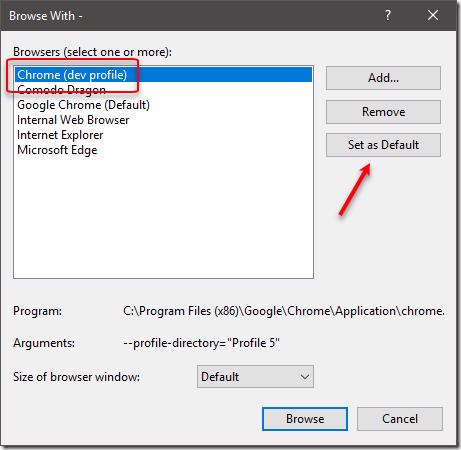 Browse With -
Browsers (select one or more):
Chrome (dev profile)
Comodo Dragon
Google Chrome (Default)
Internal Web Browser
Internet Explorer
Microsoft Edge
Add...
Remove
Set as Default
Program: C:\Program Files (x86)\Google\Chrome\Application\chrome.
Arguments: --profile-directory="Profile 5"
Size of browser window: Default
Browse Cancel